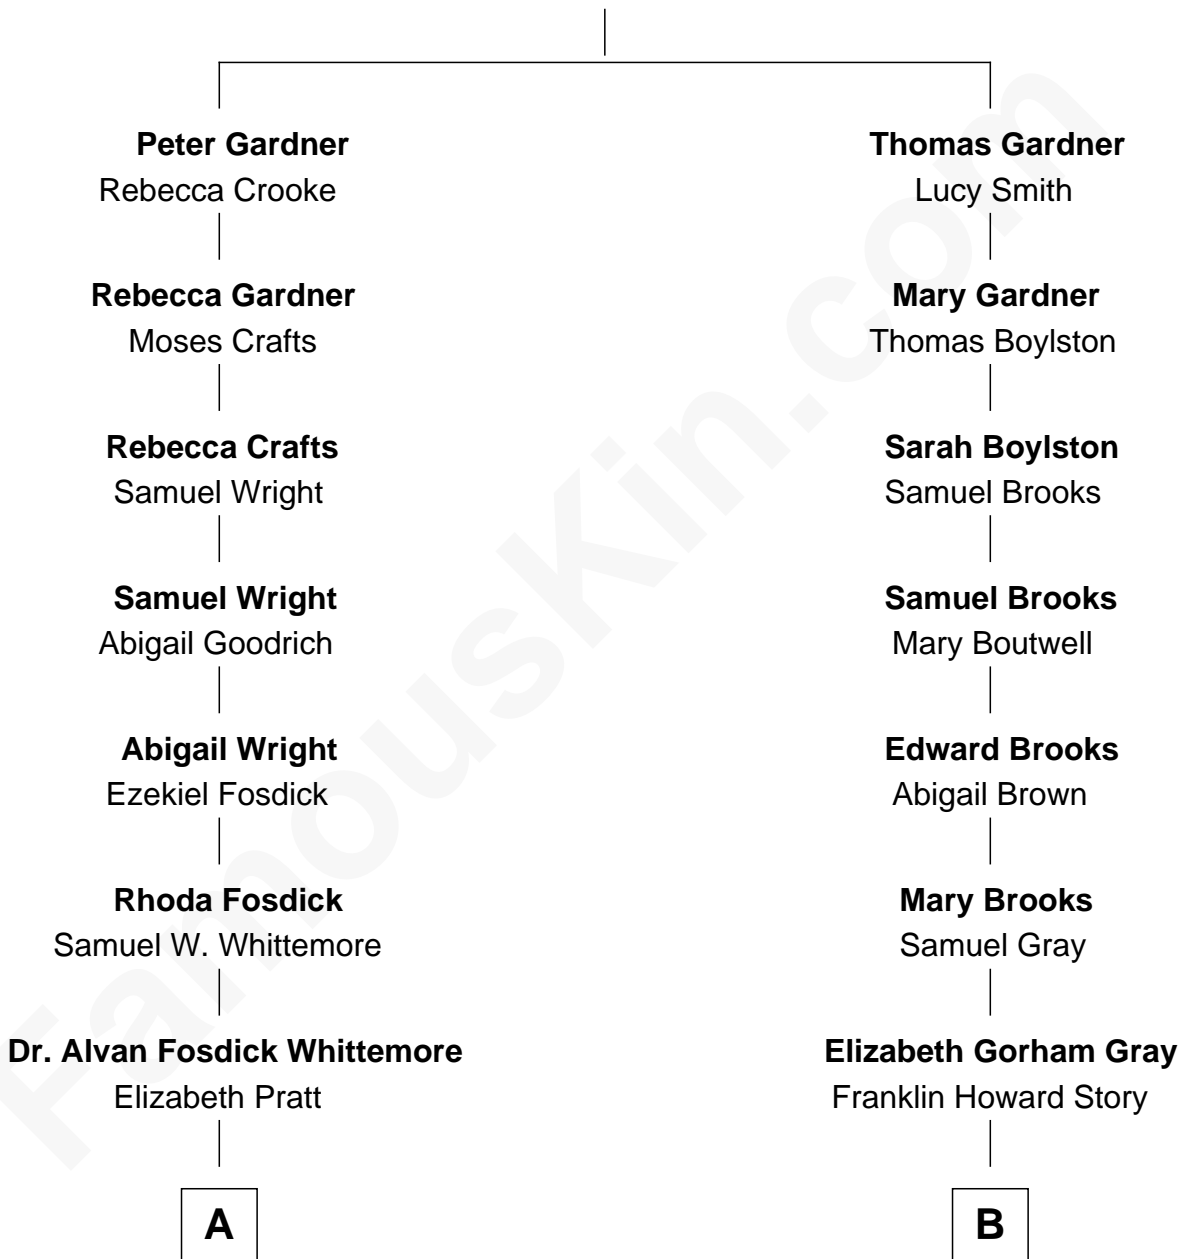 Peter Gardner
Rebecca Crooke
Rebecca Gardner
Moses Crafts
Rebecca Crafts
Samuel Wright
Samuel Wright
Abigail Goodrich
Abigail Wright
Ezekiel Fosdick
Rhoda Fosdick
Samuel W. Whittemore
Dr. Alvan Fosdick Whittemore
Elizabeth Pratt
A
Thomas Gardner
Lucy Smith
Mary Gardner
Thomas Boylston
Sarah Boylston
Samuel Brooks
Samuel Brooks
Mary Boutwell
Edward Brooks
Abigail Brown
Mary Brooks
Samuel Gray
Elizabeth Gorham Gray
Franklin Howard Story
B
FamousKin.com